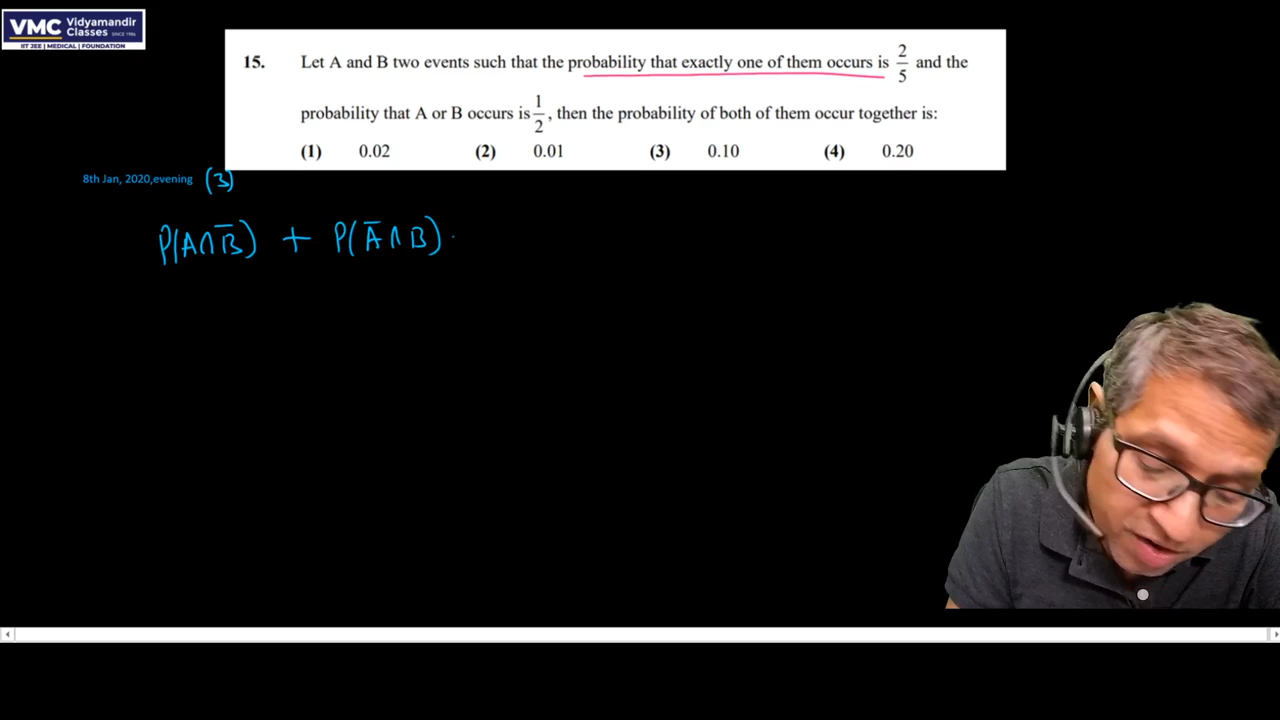 VMC Vidyamandir Classes SINCE 1986
IIT JEE | MEDICAL | FOUNDATION
15. Let A and B two events such that the probability that exactly one of them occurs is 2/5 and the
probability that A or B occurs is 1/2, then the probability of both of them occur together is:
(1) 0.02 (2) 0.01 (3) 0.10 (4) 0.20
8th Jan, 2020,evening (3)
P(A∩B̅) + P(A̅∩B)